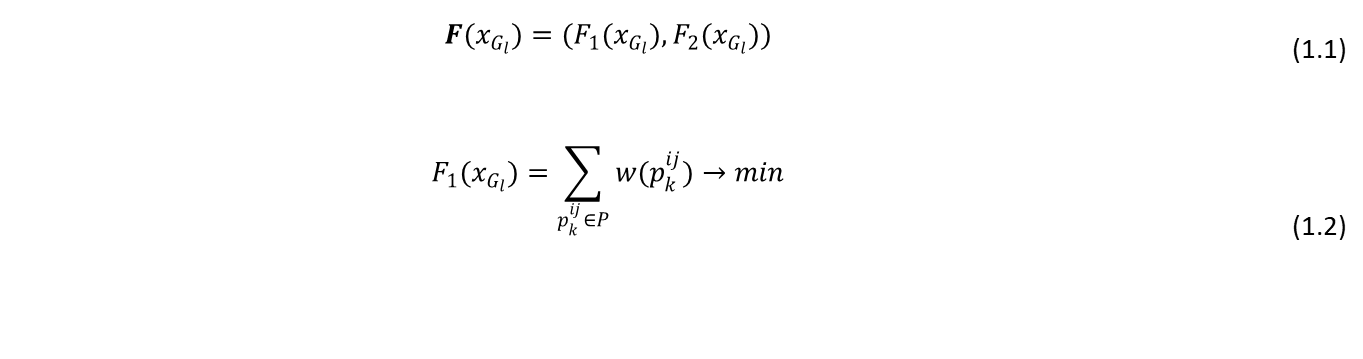 𝑭(x_{G_l}) = (F_1(x_{G_l}), F_2(x_{G_l}))
(1.1)
F_1(x_{G_l}) = \sum_{p_k^{ij} \in P} w(p_k^{ij}) → min
(1.2)